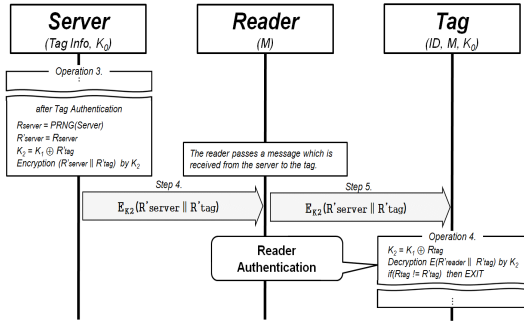 Server
(Tag Info, K₀)
Reader
(M)
Tag
(ID, M, K₀)
Operation 3.
⋮
after Tag Authentication
Rserver = PRNG(Server)
R'server = Rserver
K₂ = K₁ ⊕ R'tag
Encryption (R'server || R'tag) by K₂
The reader passes a message which is
received from the server to the tag.
Step 4.
E_K2(R'server || R'tag)
Step 5.
E_K2(R'server || R'tag)
Reader
Authentication
Operation 4.
K₂ = K₁ ⊕ Rtag
Decryption E(R'reader || R'tag) by K₂
if(Rtag != R'tag) then EXIT
⋮